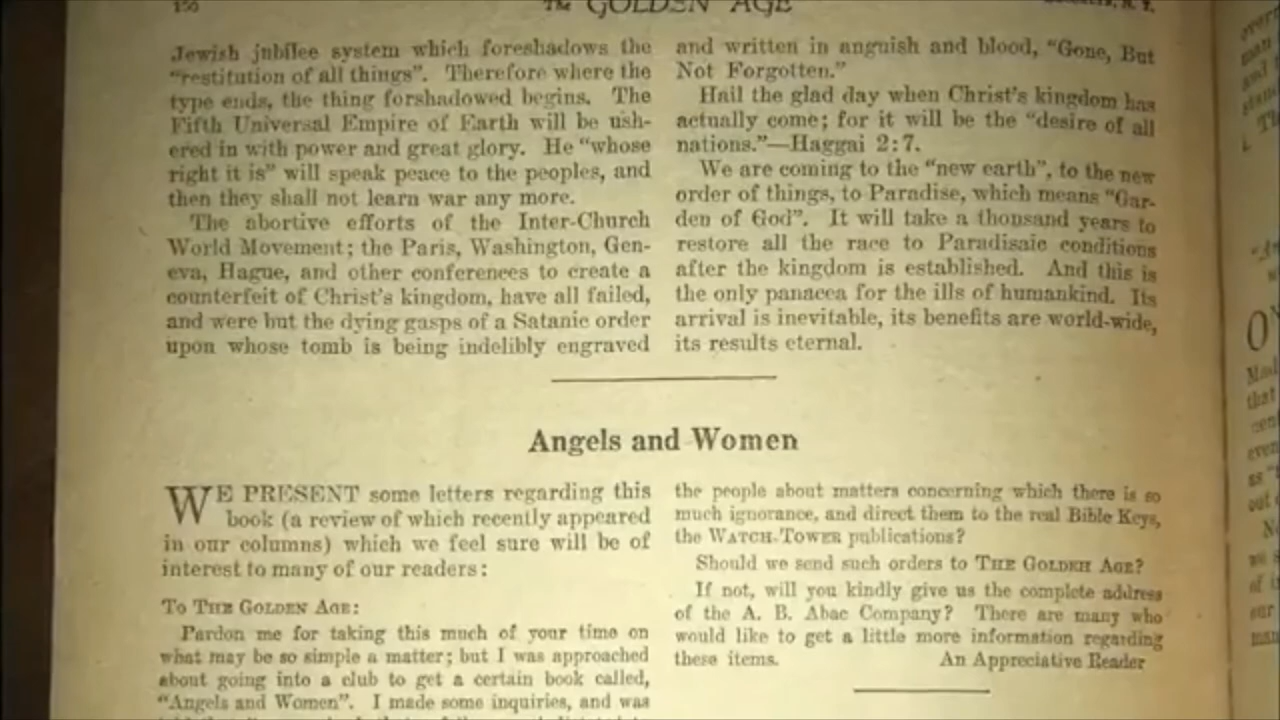 150
The GOLDEN AGE
N. Y.
Jewish jubilee system which foreshadows the
"restitution of all things". Therefore where the
type ends, the thing forshadowed begins. The
Fifth Universal Empire of Earth will be ush-
ered in with power and great glory. He "whose
right it is" will speak peace to the peoples, and
then they shall not learn war any more.
The abortive efforts of the Inter-Church
World Movement; the Paris, Washington, Gen-
eva, Hague, and other conferences to create a
counterfeit of Christ's kingdom, have all failed,
and were but the dying gasps of a Satanic order
upon whose tomb is being indelibly engraved
and written in anguish and blood, "Gone, But
Not Forgotten."
Hail the glad day when Christ's kingdom has
actually come; for it will be the "desire of all
nations."—Haggai 2:7.
We are coming to the "new earth", to the new
order of things, to Paradise, which means "Gar-
den of God". It will take a thousand years to
restore all the race to Paradisaic conditions
after the kingdom is established. And this is
the only panacea for the ills of humankind. Its
arrival is inevitable, its benefits are world-wide,
its results eternal.
Angels and Women
WE PRESENT some letters regarding this
book (a review of which recently appeared
in our columns) which we feel sure will be of
interest to many of our readers:
To THE GOLDEN AGE:
Pardon me for taking this much of your time on
what may be so simple a matter; but I was approached
about going into a club to get a certain book called,
"Angels and Women". I made some inquiries, and was
the people about matters concerning which there is so
much ignorance, and direct them to the real Bible Keys,
the WATCH TOWER publications?
Should we send such orders to THE GOLDEN AGE?
If not, will you kindly give us the complete address
of the A. B. Abac Company? There are many who
would like to get a little more information regarding
these items. An Appreciative Reader